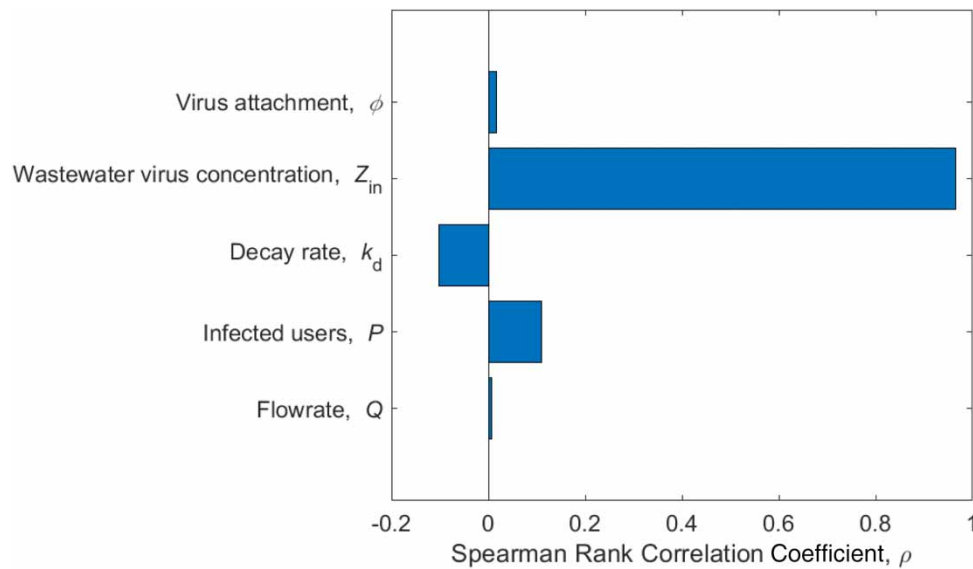 Virus attachment, ϕ
Wastewater virus concentration, Zin
Decay rate, kd
Infected users, P
Flowrate, Q
-0.2 0 0.2 0.4 0.6 0.8 1
Spearman Rank Correlation Coefficient, ρ